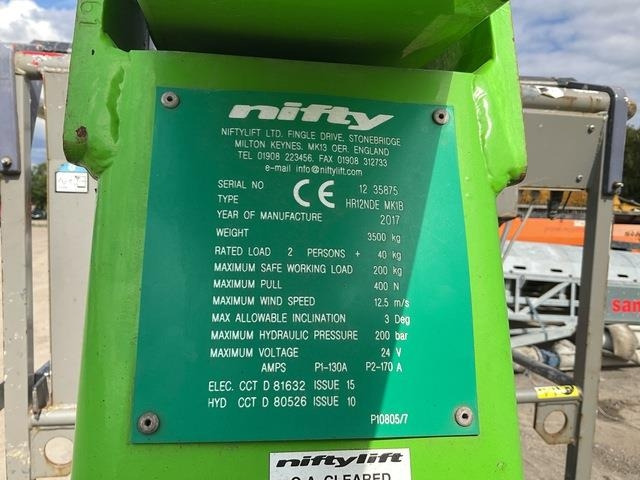 nifty
NIFTYLIFT LTD. FINGLE DRIVE, STONEBRIDGE
MILTON KEYNES. MK13 OER. ENGLAND
TEL 01908 223456. FAX 01908 312733
e-mail info@niftylift.com
SERIAL NO CE 12 35875
TYPE HR12NDE MK1B
YEAR OF MANUFACTURE 2017
WEIGHT 3500 kg
RATED LOAD 2 PERSONS + 40 kg
MAXIMUM SAFE WORKING LOAD 200 kg
MAXIMUM PULL 400 N
MAXIMUM WIND SPEED 12.5 m/s
MAX ALLOWABLE INCLINATION 3 Deg
MAXIMUM HYDRAULIC PRESSURE 200 bar
MAXIMUM VOLTAGE 24 V
AMPS P1-130A P2-170 A
ELEC. CCT D 81632 ISSUE 15
HYD CCT D 80526 ISSUE 10
P10805/7
niftylift
Q.A. CLEARED
61
sam